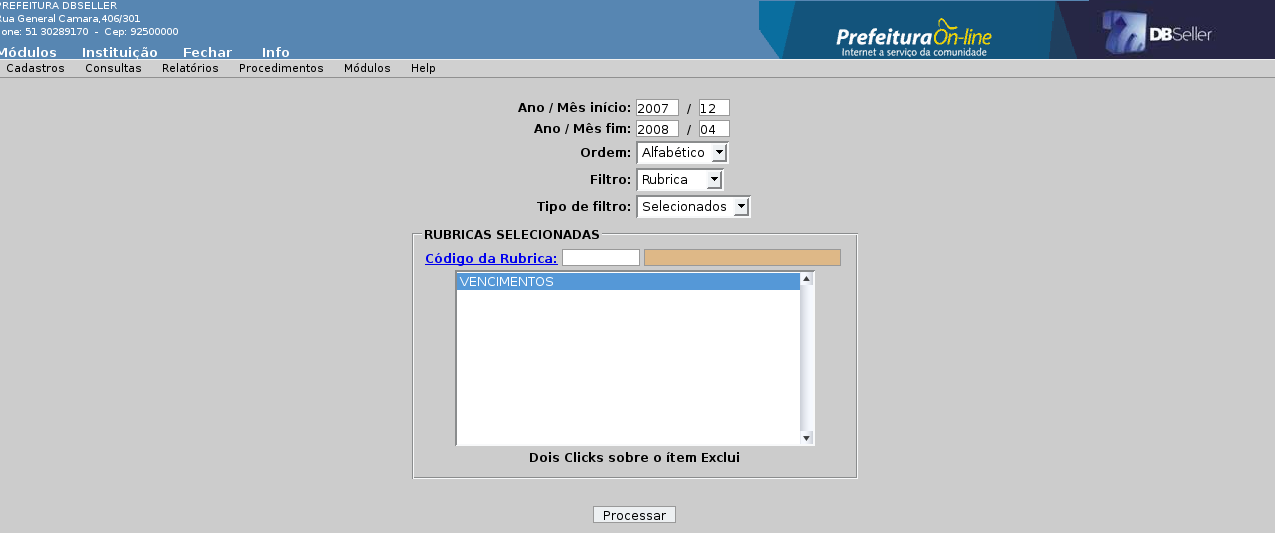 PREFEITURA DBSELLER
Rua General Camara,406/301
one: 51 30289170 - Cep: 92500000
Módulos Instituição Fechar Info
PrefeituraOn-line
Internet a serviço da comunidade
DBSeller
Cadastros Consultas Relatórios Procedimentos Módulos Help
Ano / Mês início: 2007 / 12
Ano / Mês fim: 2008 / 04
Ordem: Alfabético
Filtro: Rubrica
Tipo de filtro: Selecionados
RUBRICAS SELECIONADAS
Código da Rubrica:
VENCIMENTOS
Dois Clicks sobre o ítem Exclui
Processar